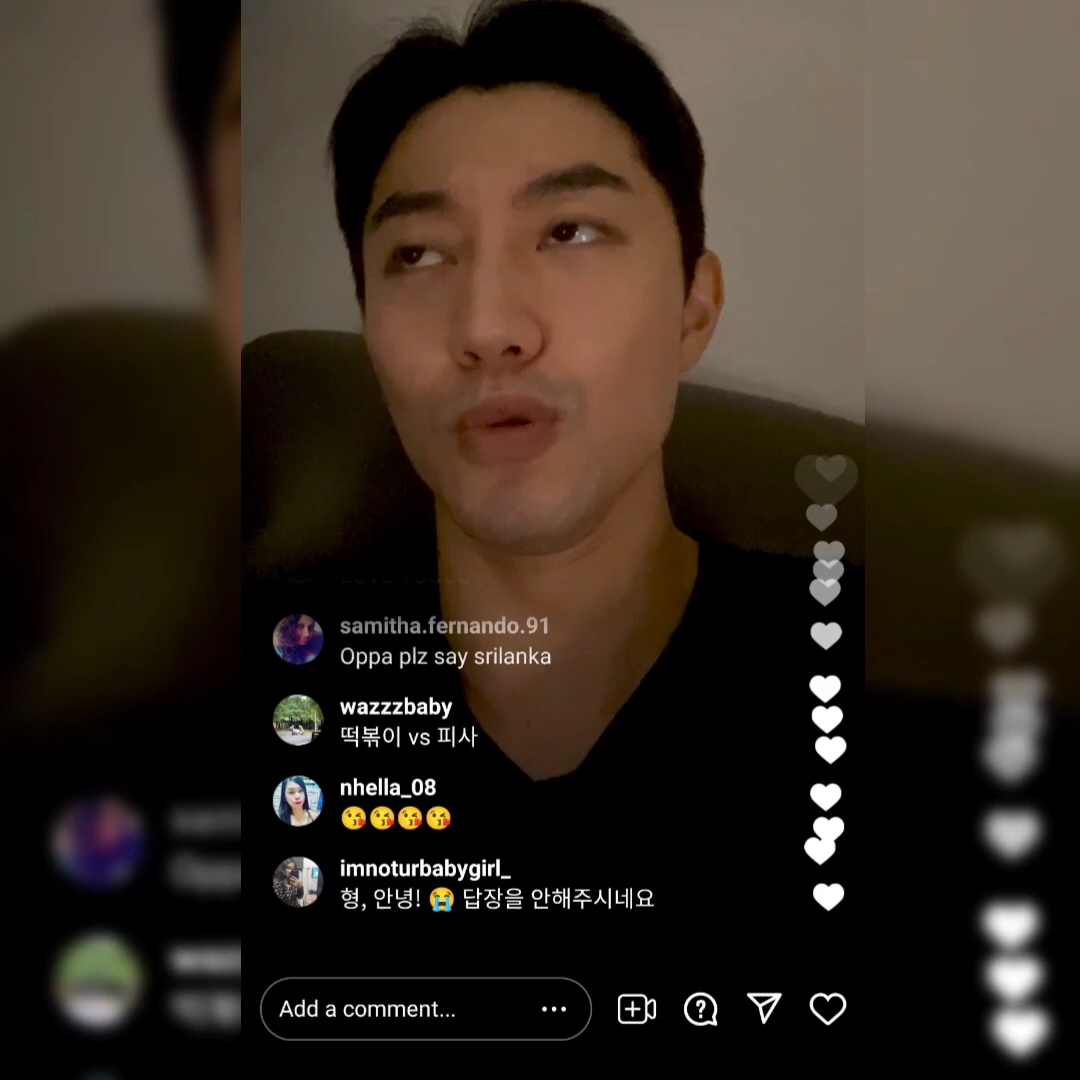 samitha.fernando.91
Oppa plz say srilanka
wazzzbaby
떡볶이 vs 피사
nhella_08
😘😘😘😘
imnoturbabygirl_
형, 안녕! 😭 답장을 안해주시네요
Add a comment...